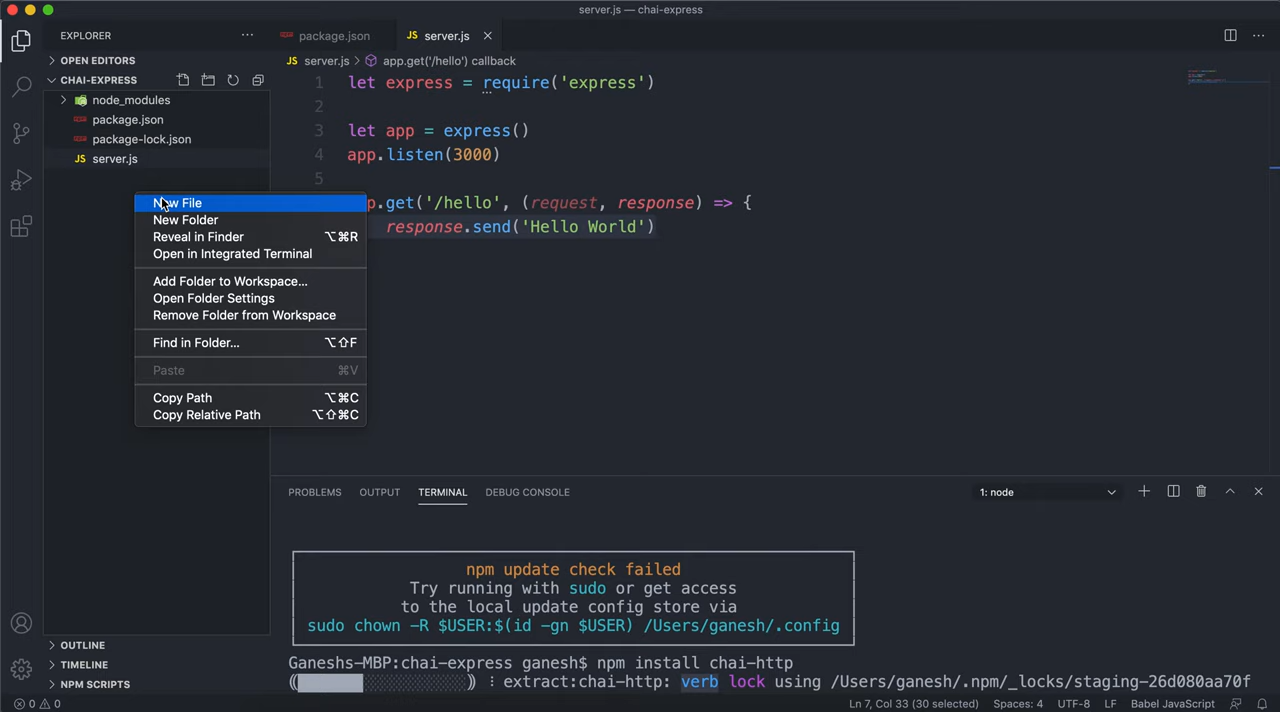 server.js — chai-express
EXPLORER
···
package.json
JS server.js
OPEN EDITORS
JS server.js > app.get('/hello') callback
CHAI-EXPRESS
node_modules
package.json
package-lock.json
JS server.js
1 let express = require('express')
2
3 let app = express()
4 app.listen(3000)
5
p.get('/hello', (request, response) => {
response.send('Hello World')
New File
New Folder
Reveal in Finder ⌥⌘R
Open in Integrated Terminal
Add Folder to Workspace...
Open Folder Settings
Remove Folder from Workspace
Find in Folder... ⌥⇧F
Paste ⌘V
Copy Path ⌥⌘C
Copy Relative Path ⌥⇧⌘C
PROBLEMS OUTPUT TERMINAL DEBUG CONSOLE
1: node
npm update check failed
Try running with sudo or get access
to the local update config store via
sudo chown -R $USER:$(id -gn $USER) /Users/ganesh/.config
Ganeshs-MBP:chai-express ganesh$ npm install chai-http
((░░░░░░)) ⠇ extract:chai-http: verb lock using /Users/ganesh/.npm/_locks/staging-26d080aa70f
OUTLINE
TIMELINE
NPM SCRIPTS
0 0
Ln 7, Col 33 (30 selected) Spaces: 4 UTF-8 LF Babel JavaScript